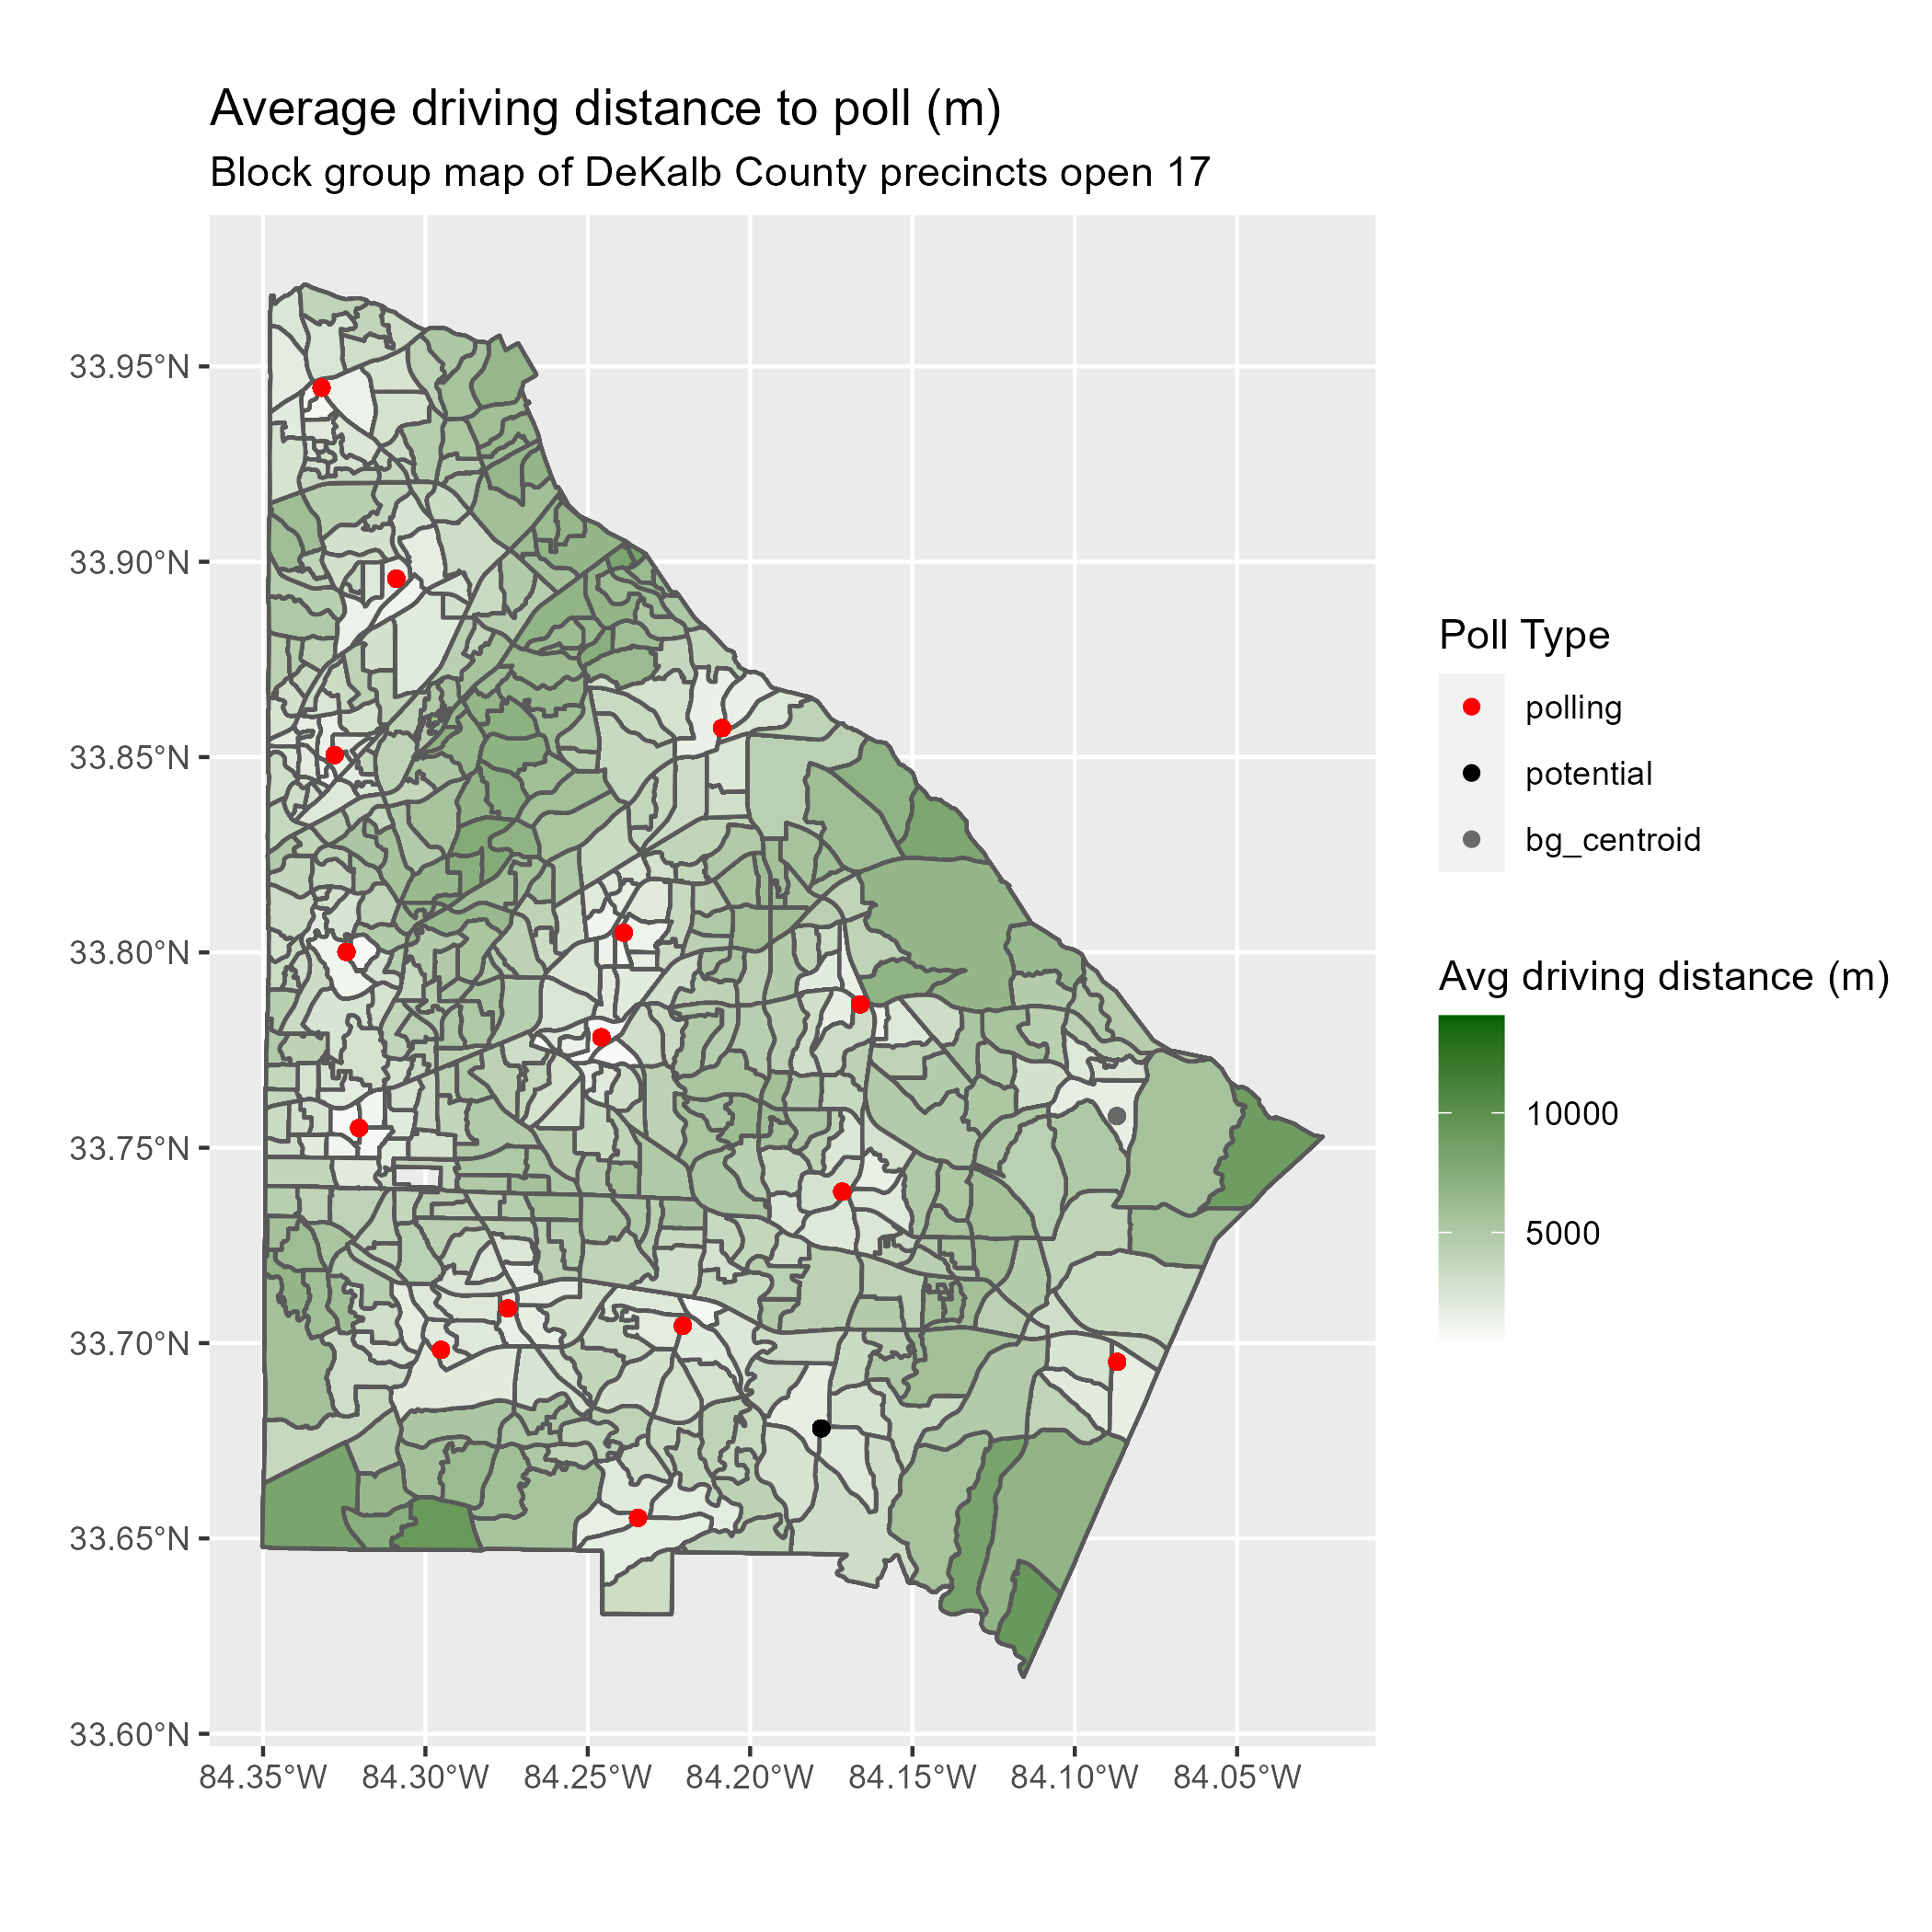 Average driving distance to poll (m)
Block group map of DeKalb County precincts open 17
33.95°N
33.90°N
33.85°N
33.80°N
33.75°N
33.70°N
33.65°N
33.60°N
84.35°W 84.30°W 84.25°W 84.20°W 84.15°W 84.10°W 84.05°W
Poll Type
polling
potential
bg_centroid
Avg driving distance (m)
10000
5000